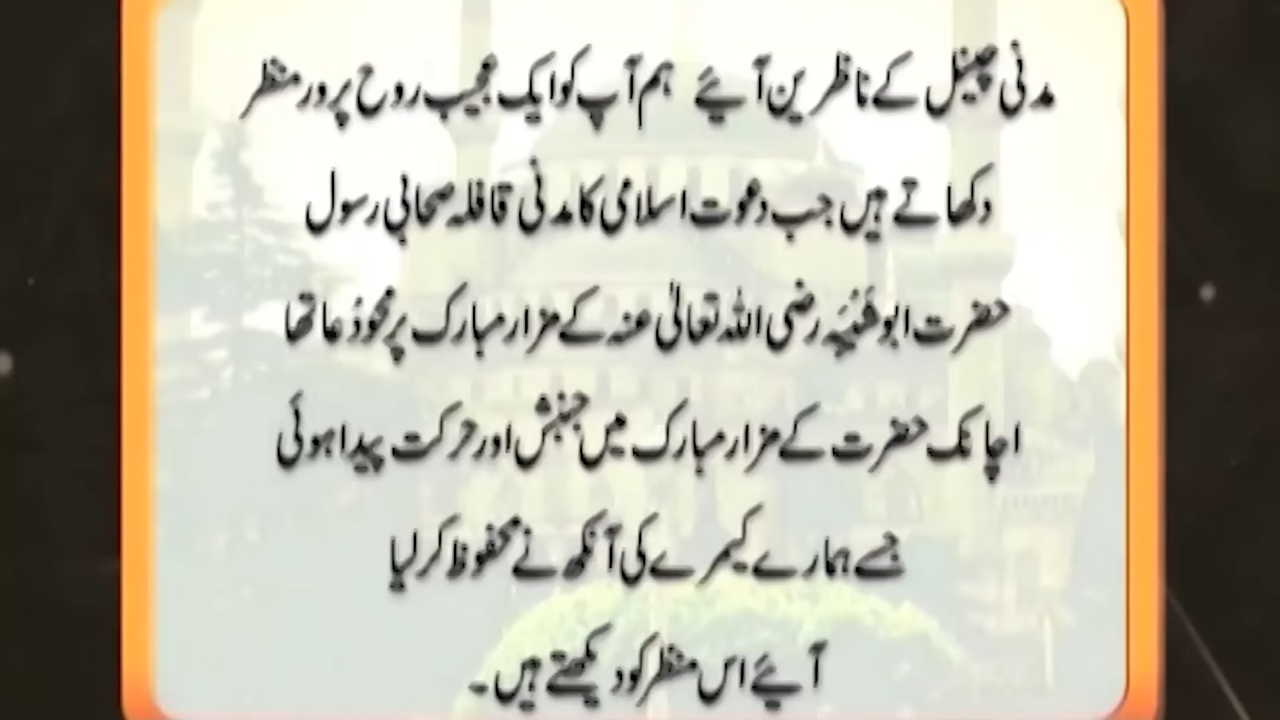 مدنی چینل کے ناظرین آیئے ہم آپ کو ایک عجیب روح پرور منظر
دکھاتے ہیں جب دعوت اسلامی کا مدنی قافلہ صحابی رسول
حضرت ابو شَیْبَہ رضی اللہ تعالیٰ عنہ کے مزار مبارک پر محو دُعا تھا
اچانک حضرت کے مزار مبارک میں جنبش اور حرکت پیدا ہوئی
جسے ہمارے کیمرے کی آنکھ نے محفوظ کر لیا
آیئے اس منظر کو دیکھتے ہیں۔